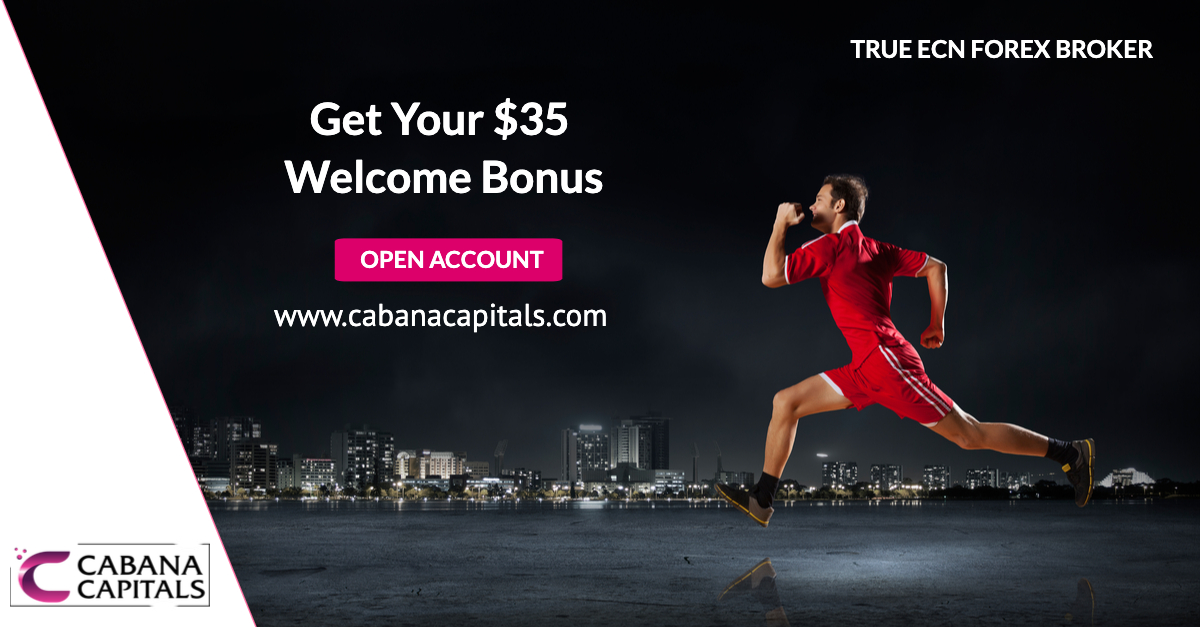 TRUE ECN FOREX BROKER
Get Your $35
Welcome Bonus
OPEN ACCOUNT
www.cabanacapitals.com
CABANA
CAPITALS